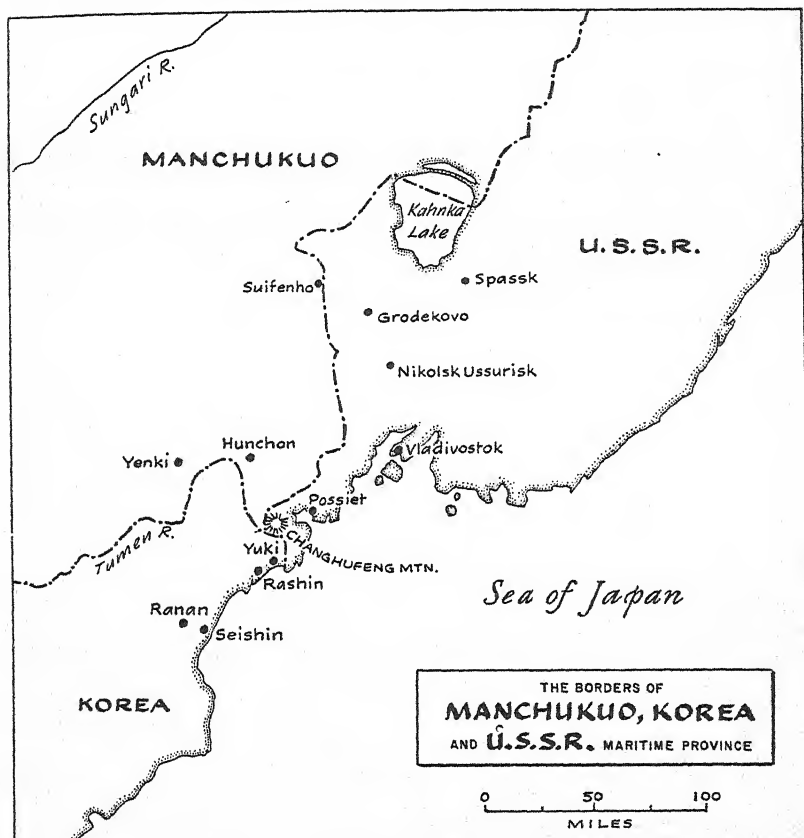 Sungari R.
MANCHUKUO
Kahnka
Lake
U.S.S.R.
Suifenho
Spassk
Grodekovo
Nikolsk Ussurisk
Hunchon
Yenki
Vladivostok
Possiet
Tumen R.
CHANGHUFENG MTN.
Yuki
Rashin
Sea of Japan
Ranan
Seishin
KOREA
THE BORDERS OF
MANCHUKUO, KOREA
AND U.S.S.R. MARITIME PROVINCE
0 50 100
MILES